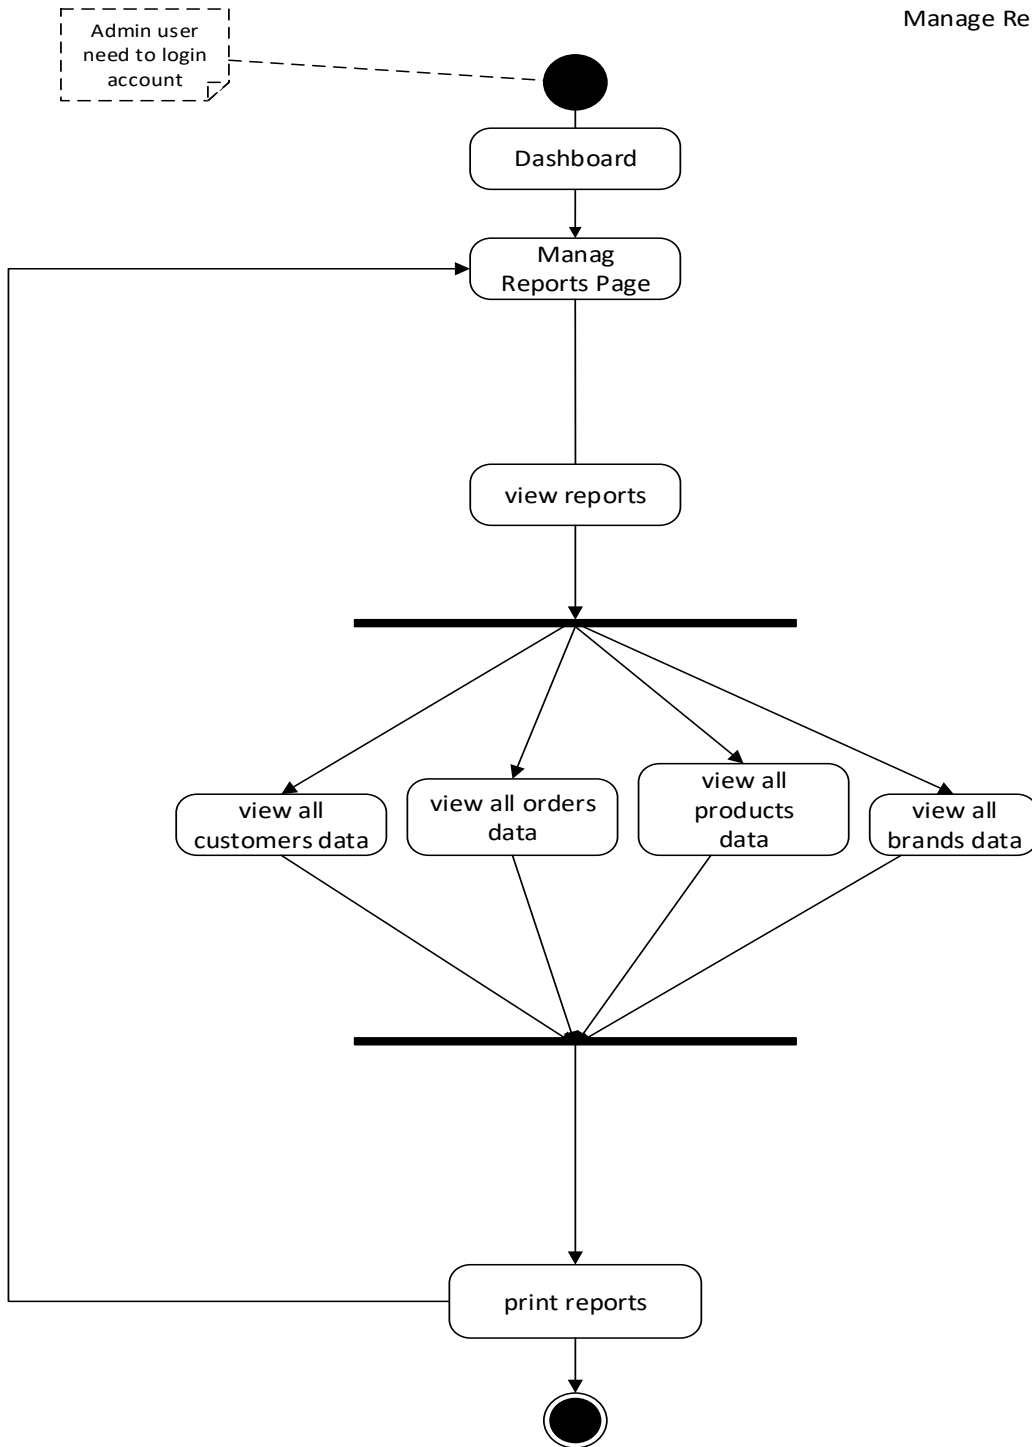 Manage Re
Admin user
need to login
account
Dashboard
Manag
Reports Page
view reports
view all
customers data
view all orders
data
view all
products
data
view all
brands data
print reports